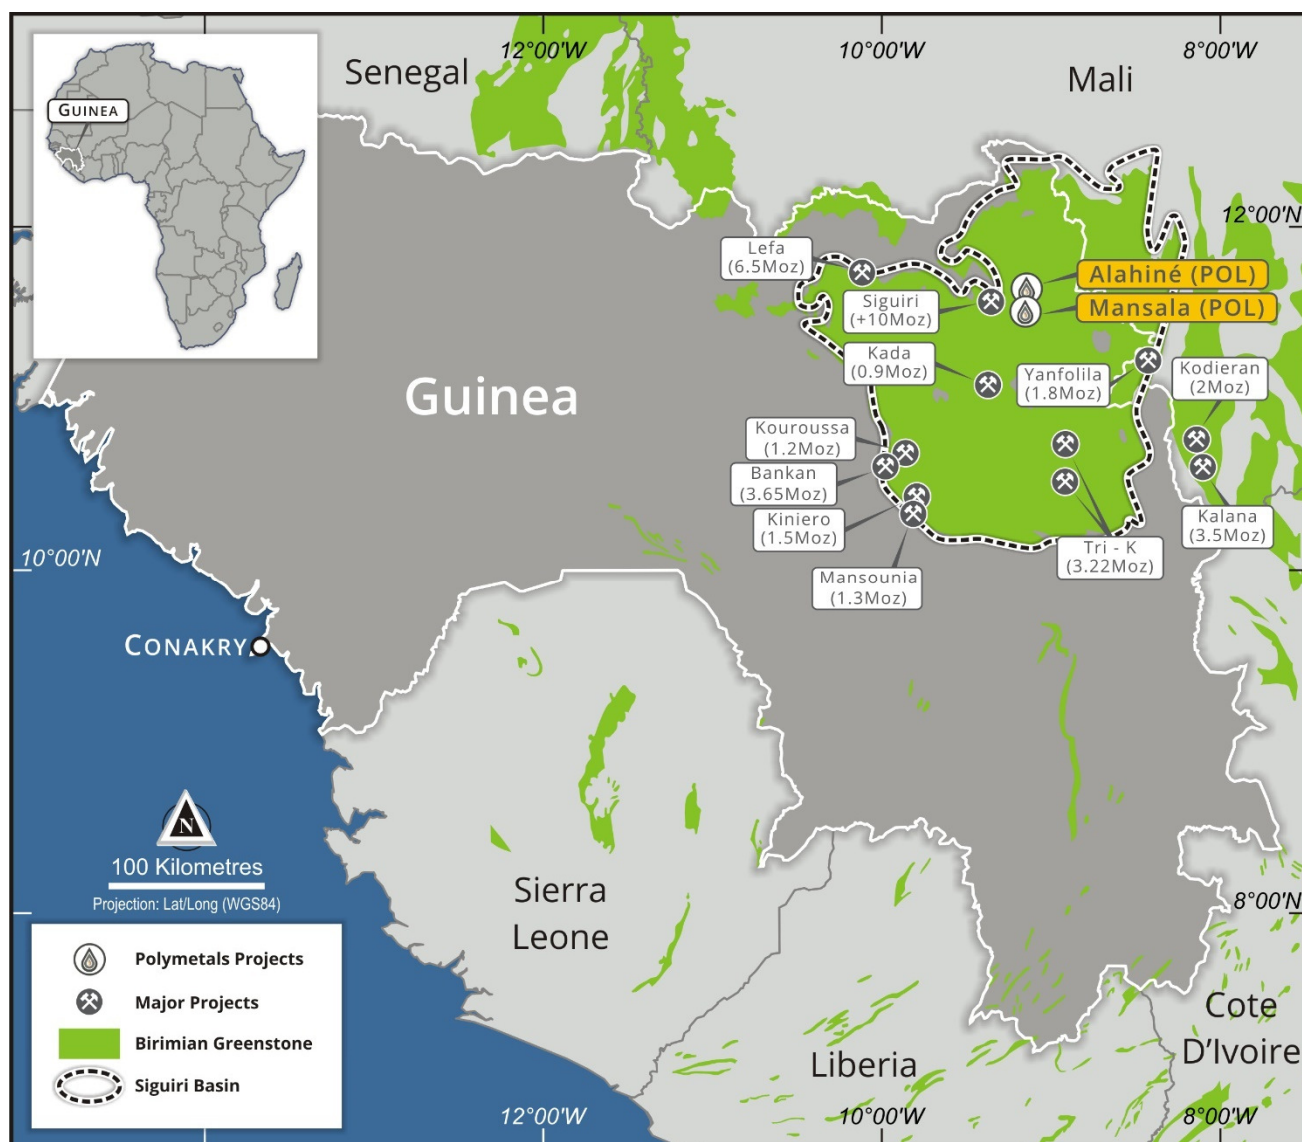 12°00'W
10°00'W
8°00'W
Senegal
Mali
GUINEA
12°00'N
Lefa
(6.5Moz)
Alahiné (POL)
Siguiri
(+10Moz)
Mansala (POL)
Kada
(0.9Moz)
Yanfolila
(1.8Moz)
Kodieran
(2Moz)
Guinea
Kouroussa
(1.2Moz)
Bankan
(3.65Moz)
Kiniero
(1.5Moz)
Kalana
(3.5Moz)
Tri - K
(3.22Moz)
10°00'N
Mansounia
(1.3Moz)
CONAKRY
N
100 Kilometres
Projection: Lat/Long (WGS84)
Sierra
Leone
8°00'N
Polymetals Projects
Major Projects
Birimian Greenstone
Siguiri Basin
Cote
D'Ivoire
Liberia
12°00'W
10°00'W
8°00'W